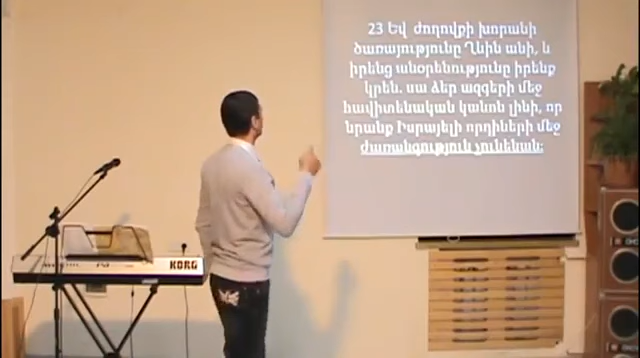 23 Եվ ժողովքի խորանի
ծառայությունը Ղևին անի, և
իրենց անօրենությունը իրենք
կրեն. սա ձեր ազգերի մեջ
հավիտենական կանոն լինի, որ
նրանք Իսրայելի որդիների մեջ
ժառանգություն չունենան:
KORG